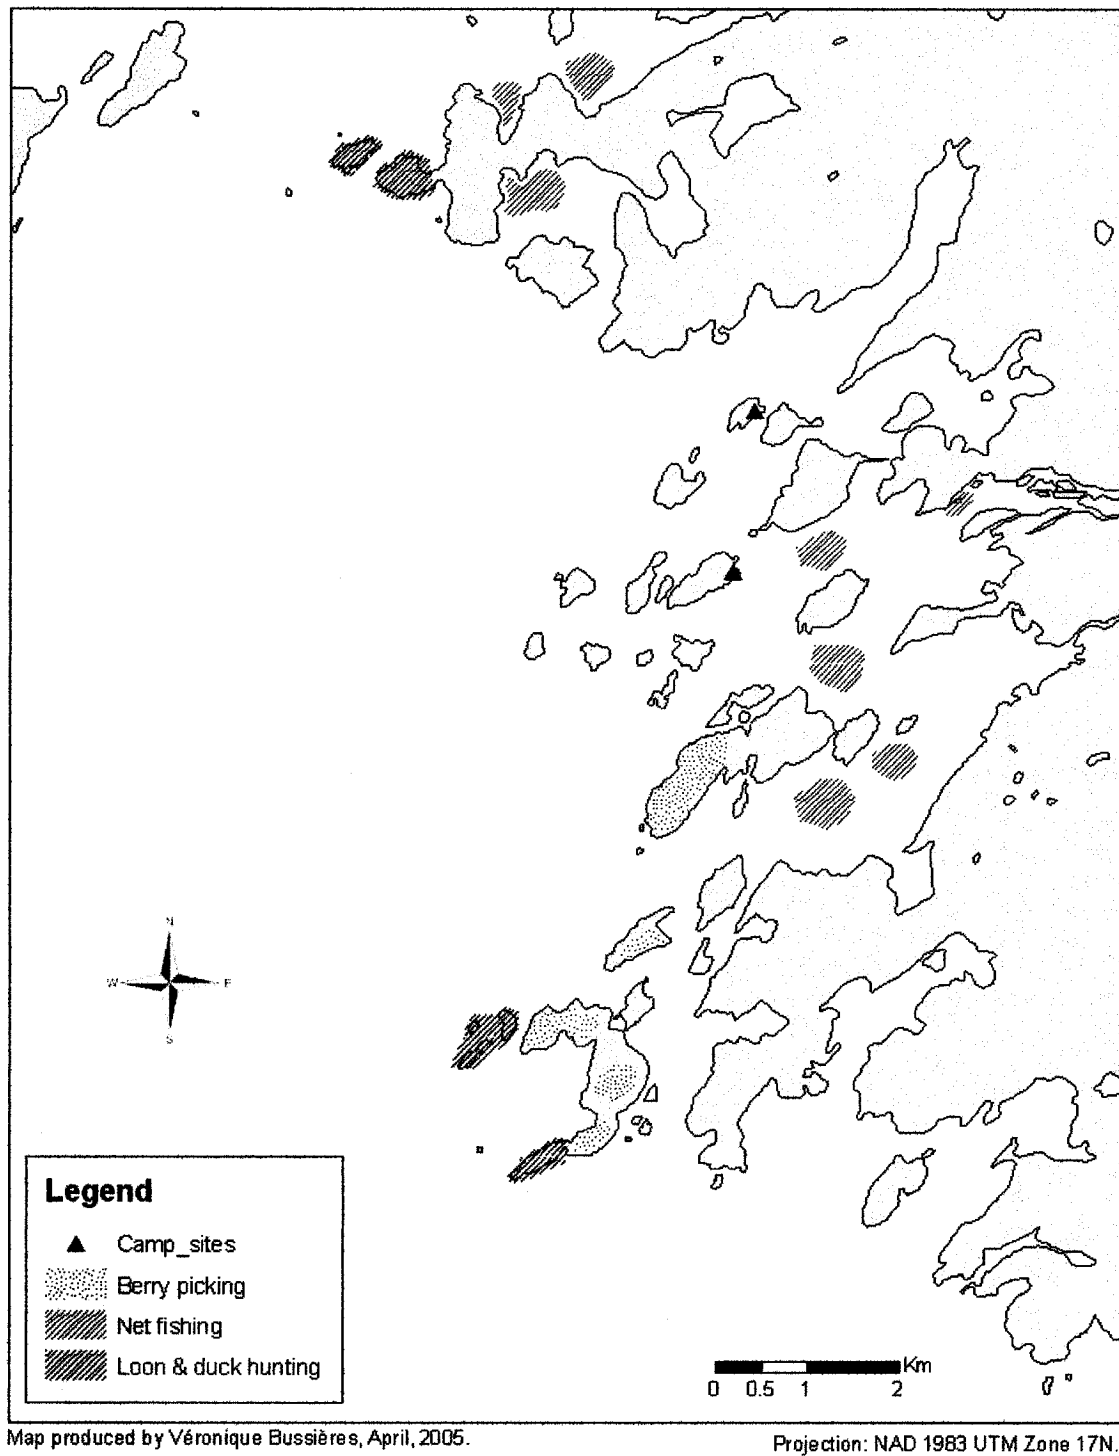 N
W E
S
Legend
Camp_sites
Berry picking
Net fishing
Loon & duck hunting
Km
0 0.5 1 2
Map produced by Véronique Bussières, April, 2005.
Projection: NAD 1983 UTM Zone 17N.